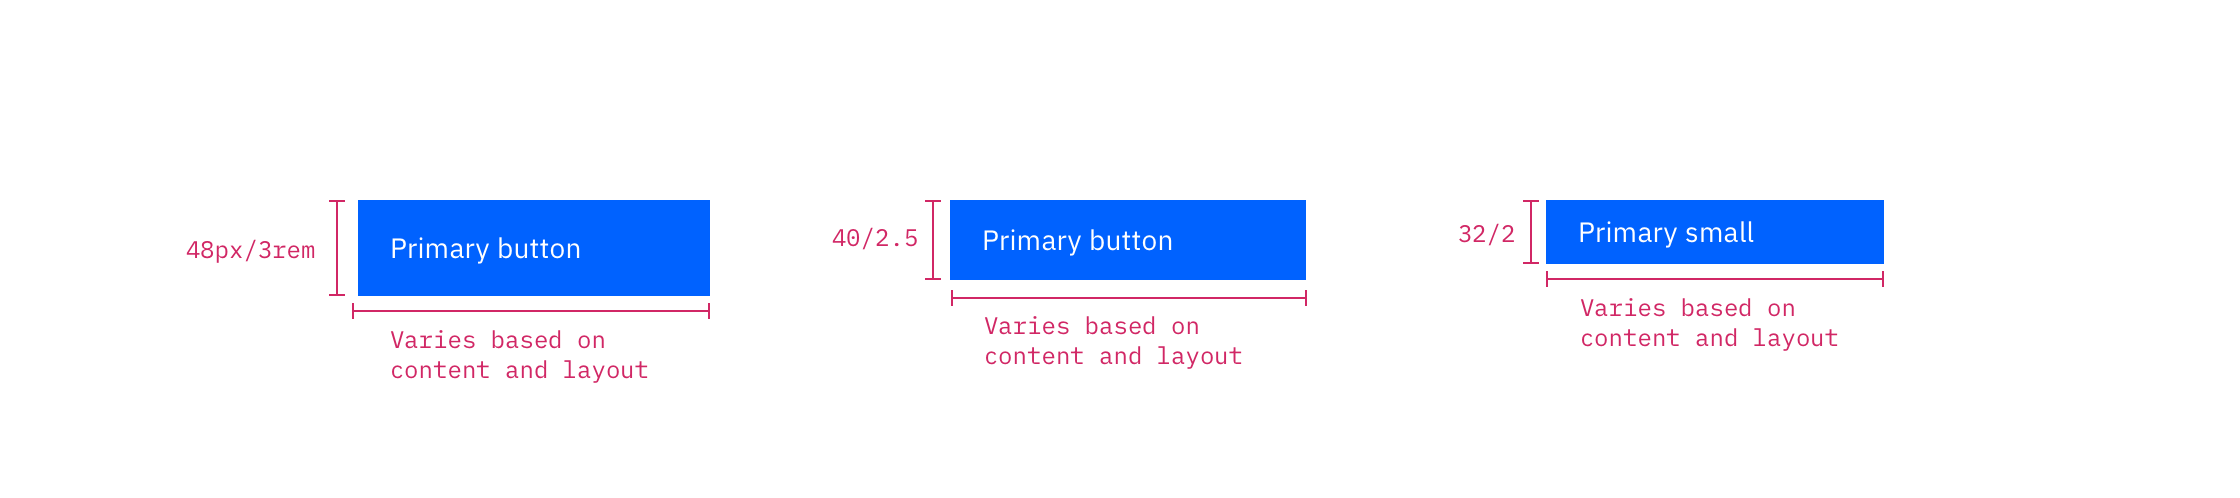 48px/3rem
Primary button
Varies based on
content and layout
40/2.5
Primary button
Varies based on
content and layout
32/2
Primary small
Varies based on
content and layout